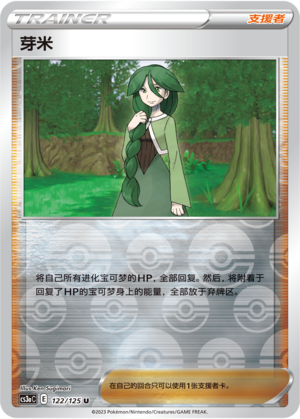 TRAINER
支援者
芽米
将自己所有进化宝可梦的HP，全部回复。然后，将附着于
回复了HP的宝可梦身上的能量，全部放于弃牌区。
Illus. Ken Sugimori
CS3aC E 122/125 U
在自己的回合只可以使用1张支援者卡。
©2023 Pokémon/Nintendo/Creatures/GAME FREAK.